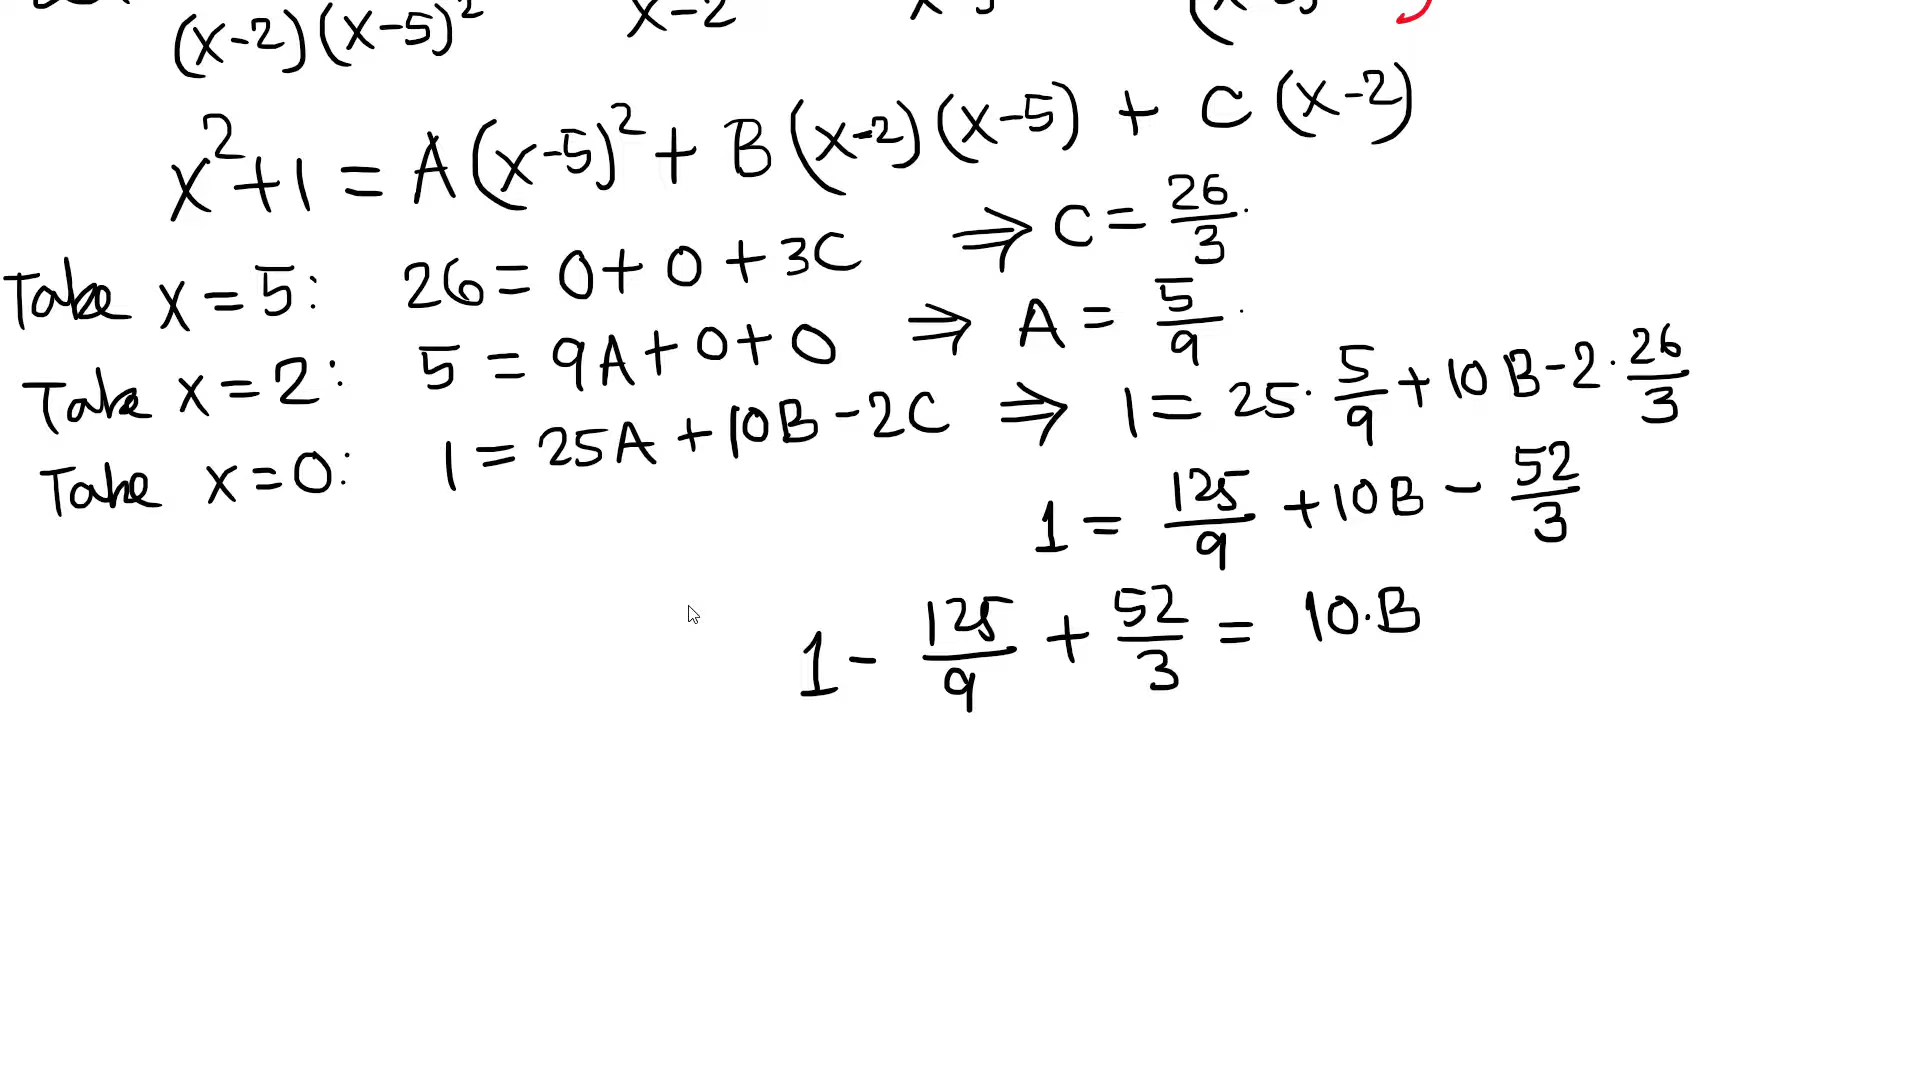 (x-2)(x-5)² x-2
x²+1 = A(x-5)² + B(x-2)(x-5) + C(x-2)
Take x=5: 26 = 0+0+3C ⇒ C = 26/3.
Take x=2: 5 = 9A+0+0 ⇒ A = 5/9.
Take x=0: 1 = 25A+10B-2C ⇒ 1 = 25·5/9+10B-2·26/3
1 = 125/9 +10B - 52/3
1 - 125/9 + 52/3 = 10·B